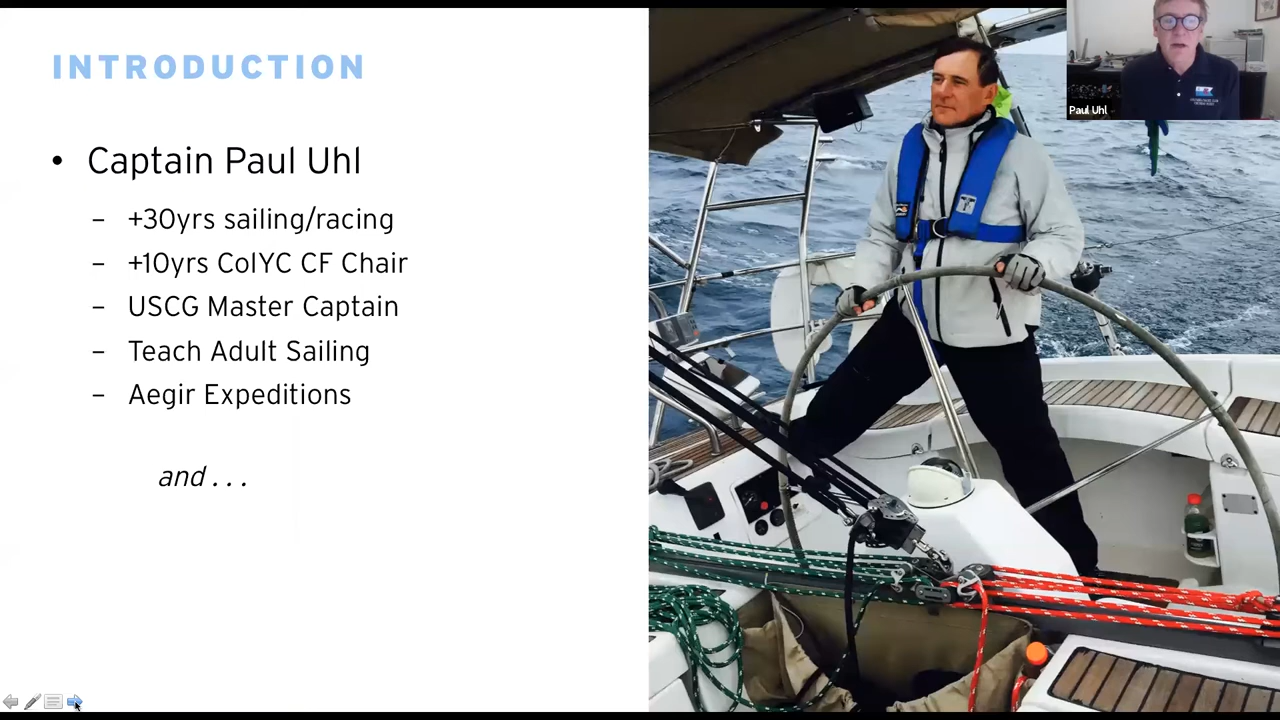 INTRODUCTION
• Captain Paul Uhl
– +30yrs sailing/racing
– +10yrs ColYC CF Chair
– USCG Master Captain
– Teach Adult Sailing
– Aegir Expeditions
and . . .
Paul Uhl